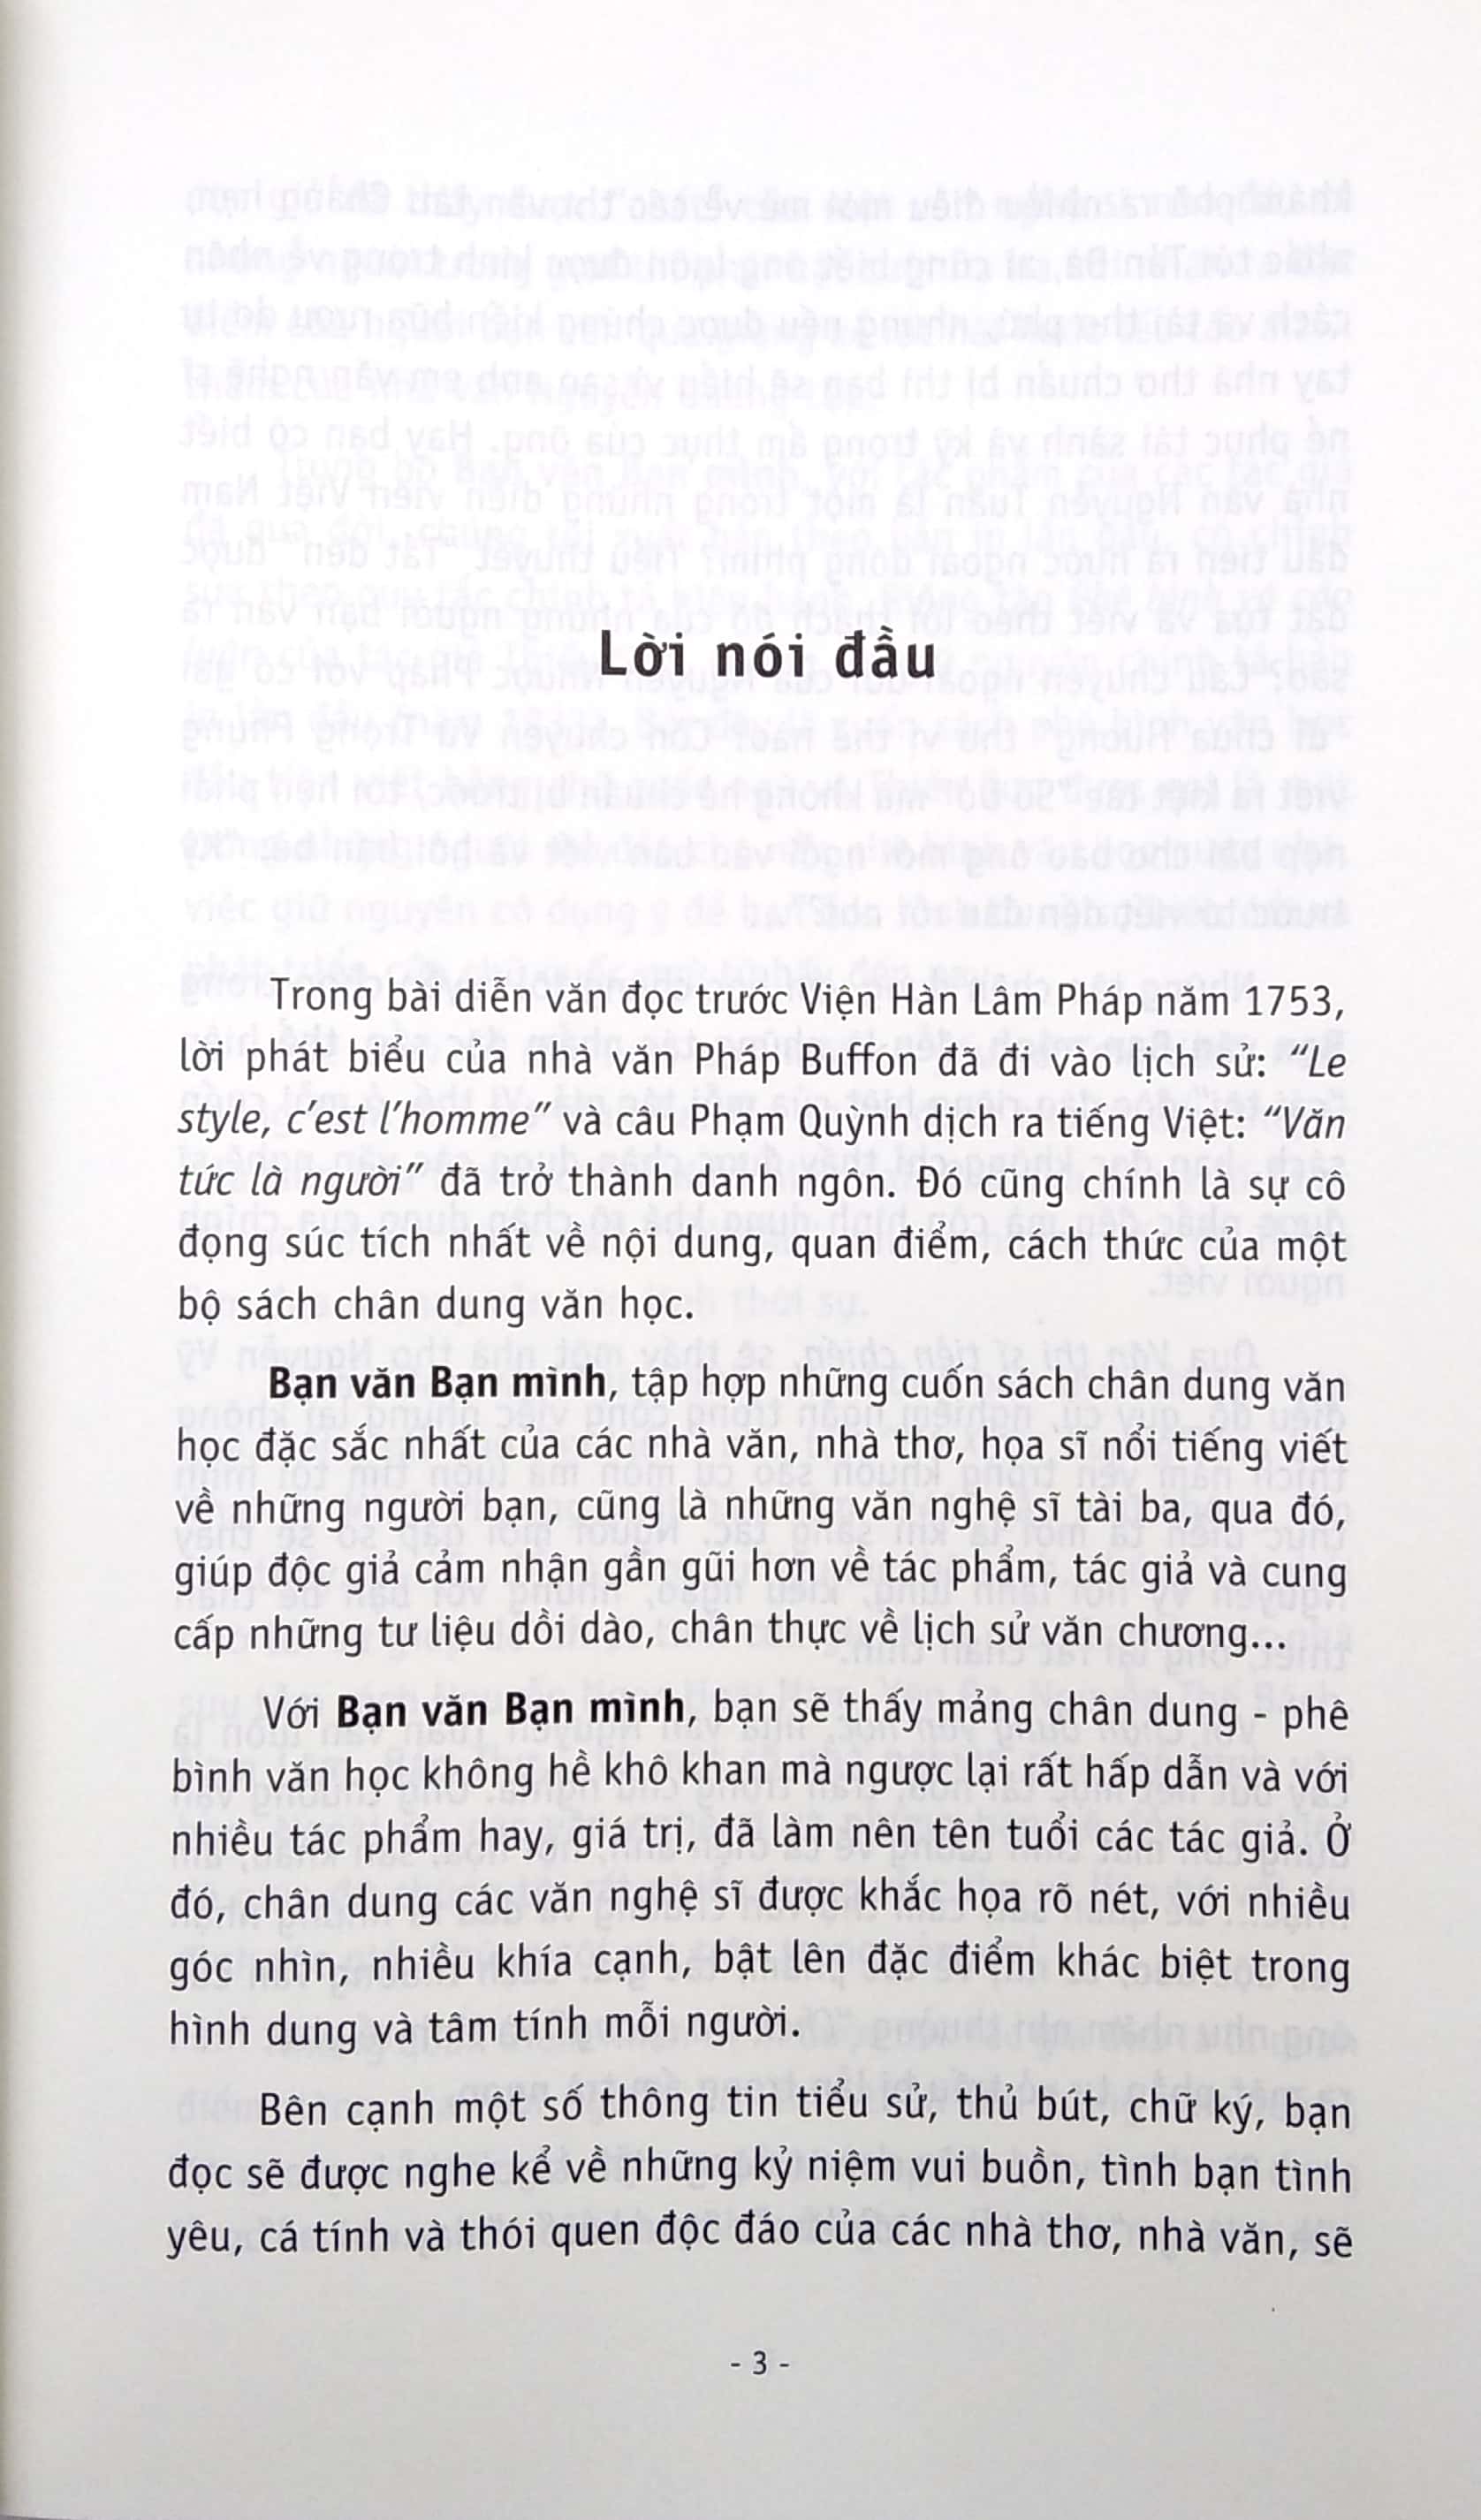 Lời nói đầu
Trong bài diễn văn đọc trước Viện Hàn Lâm Pháp năm 1753,
lời phát biểu của nhà văn Pháp Buffon đã đi vào lịch sử: “Le
style, c’est l’homme” và câu Phạm Quỳnh dịch ra tiếng Việt: “Văn
tức là người” đã trở thành danh ngôn. Đó cũng chính là sự cô
đọng súc tích nhất về nội dung, quan điểm, cách thức của một
bộ sách chân dung văn học.
Bạn văn Bạn mình, tập hợp những cuốn sách chân dung văn
học đặc sắc nhất của các nhà văn, nhà thơ, họa sĩ nổi tiếng viết
về những người bạn, cũng là những văn nghệ sĩ tài ba, qua đó,
giúp độc giả cảm nhận gần gũi hơn về tác phẩm, tác giả và cung
cấp những tư liệu dồi dào, chân thực về lịch sử văn chương...
Với Bạn văn Bạn mình, bạn sẽ thấy mảng chân dung - phê
bình văn học không hề khô khan mà ngược lại rất hấp dẫn và với
nhiều tác phẩm hay, giá trị, đã làm nên tên tuổi các tác giả. Ở
đó, chân dung các văn nghệ sĩ được khắc họa rõ nét, với nhiều
góc nhìn, nhiều khía cạnh, bật lên đặc điểm khác biệt trong
hình dung và tâm tính mỗi người.
Bên cạnh một số thông tin tiểu sử, thủ bút, chữ ký, bạn
đọc sẽ được nghe kể về những kỷ niệm vui buồn, tình bạn tình
yêu, cá tính và thói quen độc đáo của các nhà thơ, nhà văn, sẽ
- 3 -